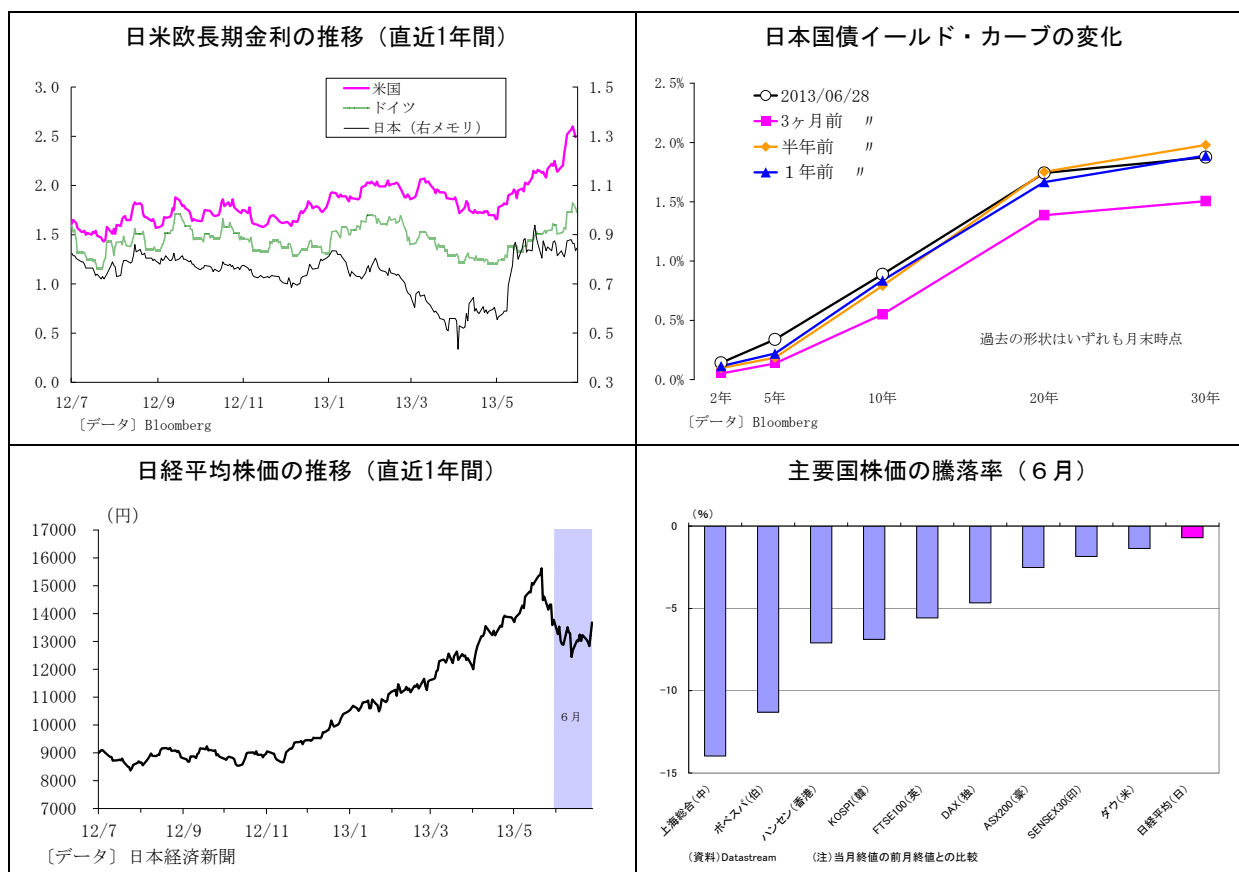 日米欧長期金利の推移（直近1年間）
3.0
2.5
2.0
1.5
1.0
0.5
0.0
1.5
1.3
1.1
0.9
0.7
0.5
0.3
米国
ドイツ
日本（右メモリ）
12/7 12/9 12/11 13/1 13/3 13/5
〔データ〕Bloomberg
日本国債イールド・カーブの変化
2.5%
2.0%
1.5%
1.0%
0.5%
0.0%
2013/06/28
3ヶ月前 〃
半年前 〃
１年前 〃
過去の形状はいずれも月末時点
2年 5年 10年 20年 30年
〔データ〕Bloomberg
日経平均株価の推移（直近1年間）
（円）
17000
16000
15000
14000
13000
12000
11000
10000
9000
8000
7000
６月
12/7 12/9 12/11 13/1 13/3 13/5
〔データ〕日本経済新聞
主要国株価の騰落率（６月）
（%）
0
-5
-10
-15
上海総合（中）
ボベスパ（伯）
ハンセン（香港）
KOSPI（韓）
FTSE100（英）
DAX（独）
ASX200（豪）
SENSEX30（印）
ダウ（米）
日経平均（日）
（資料）Datastream （注）当月終値の前月終値との比較